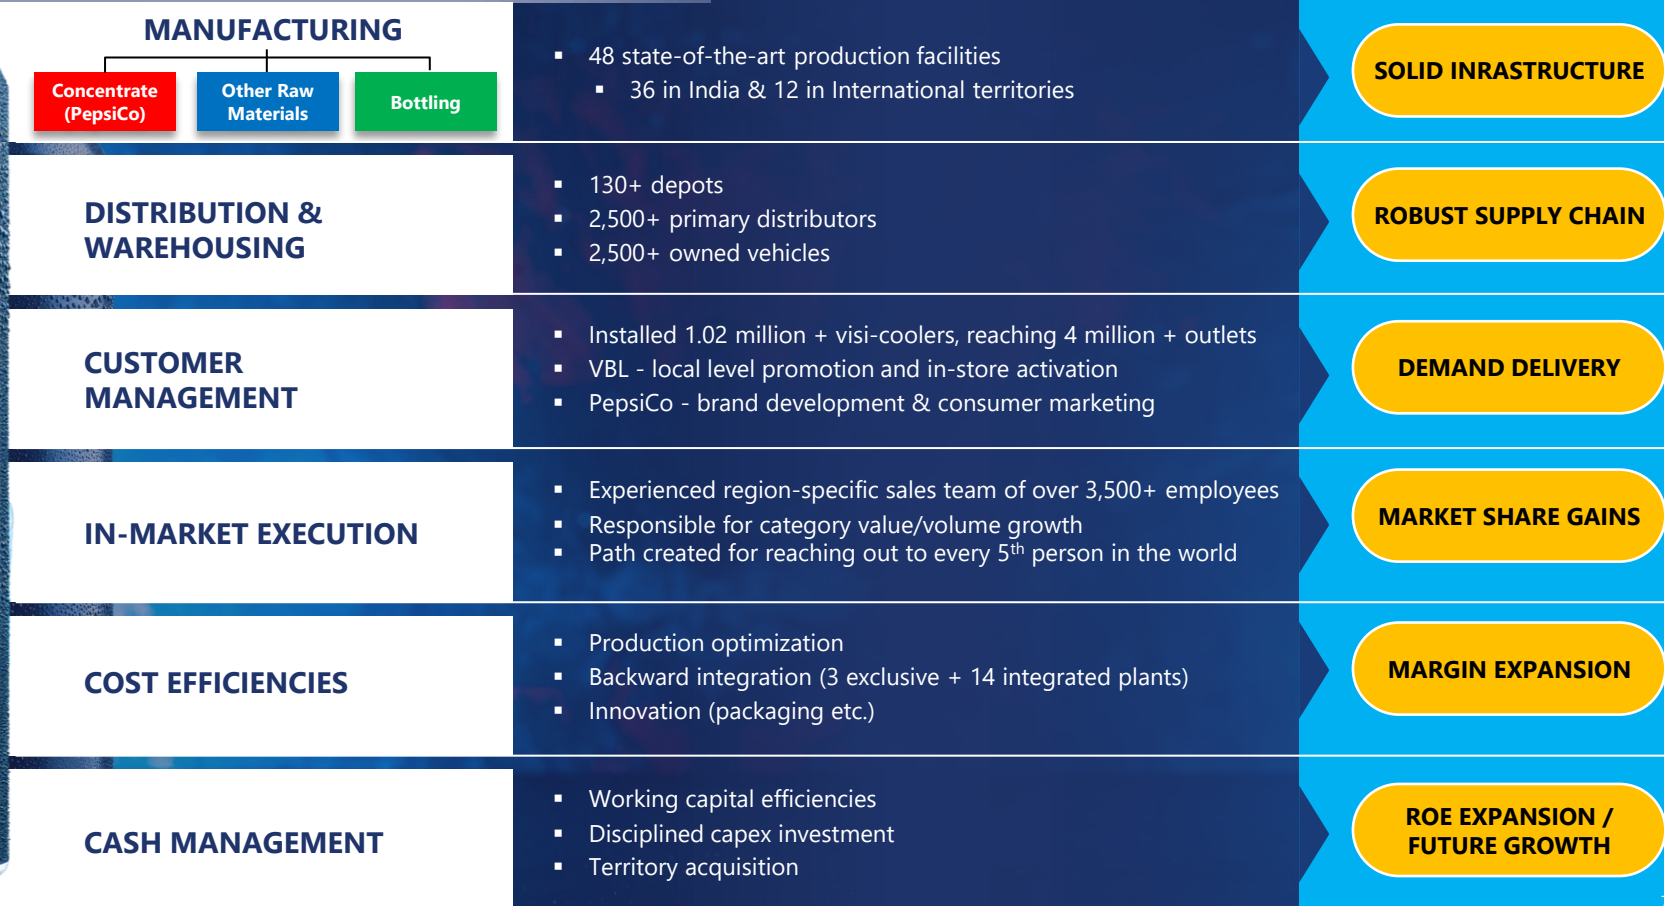 MANUFACTURING
Concentrate
(PepsiCo)
Other Raw
Materials
Bottling
▪ 48 state-of-the-art production facilities
▪ 36 in India & 12 in International territories
SOLID INRASTRUCTURE
DISTRIBUTION &
WAREHOUSING
▪ 130+ depots
▪ 2,500+ primary distributors
▪ 2,500+ owned vehicles
ROBUST SUPPLY CHAIN
CUSTOMER
MANAGEMENT
▪ Installed 1.02 million + visi-coolers, reaching 4 million + outlets
▪ VBL - local level promotion and in-store activation
▪ PepsiCo - brand development & consumer marketing
DEMAND DELIVERY
IN-MARKET EXECUTION
▪ Experienced region-specific sales team of over 3,500+ employees
▪ Responsible for category value/volume growth
▪ Path created for reaching out to every 5th person in the world
MARKET SHARE GAINS
COST EFFICIENCIES
▪ Production optimization
▪ Backward integration (3 exclusive + 14 integrated plants)
▪ Innovation (packaging etc.)
MARGIN EXPANSION
CASH MANAGEMENT
▪ Working capital efficiencies
▪ Disciplined capex investment
▪ Territory acquisition
ROE EXPANSION /
FUTURE GROWTH